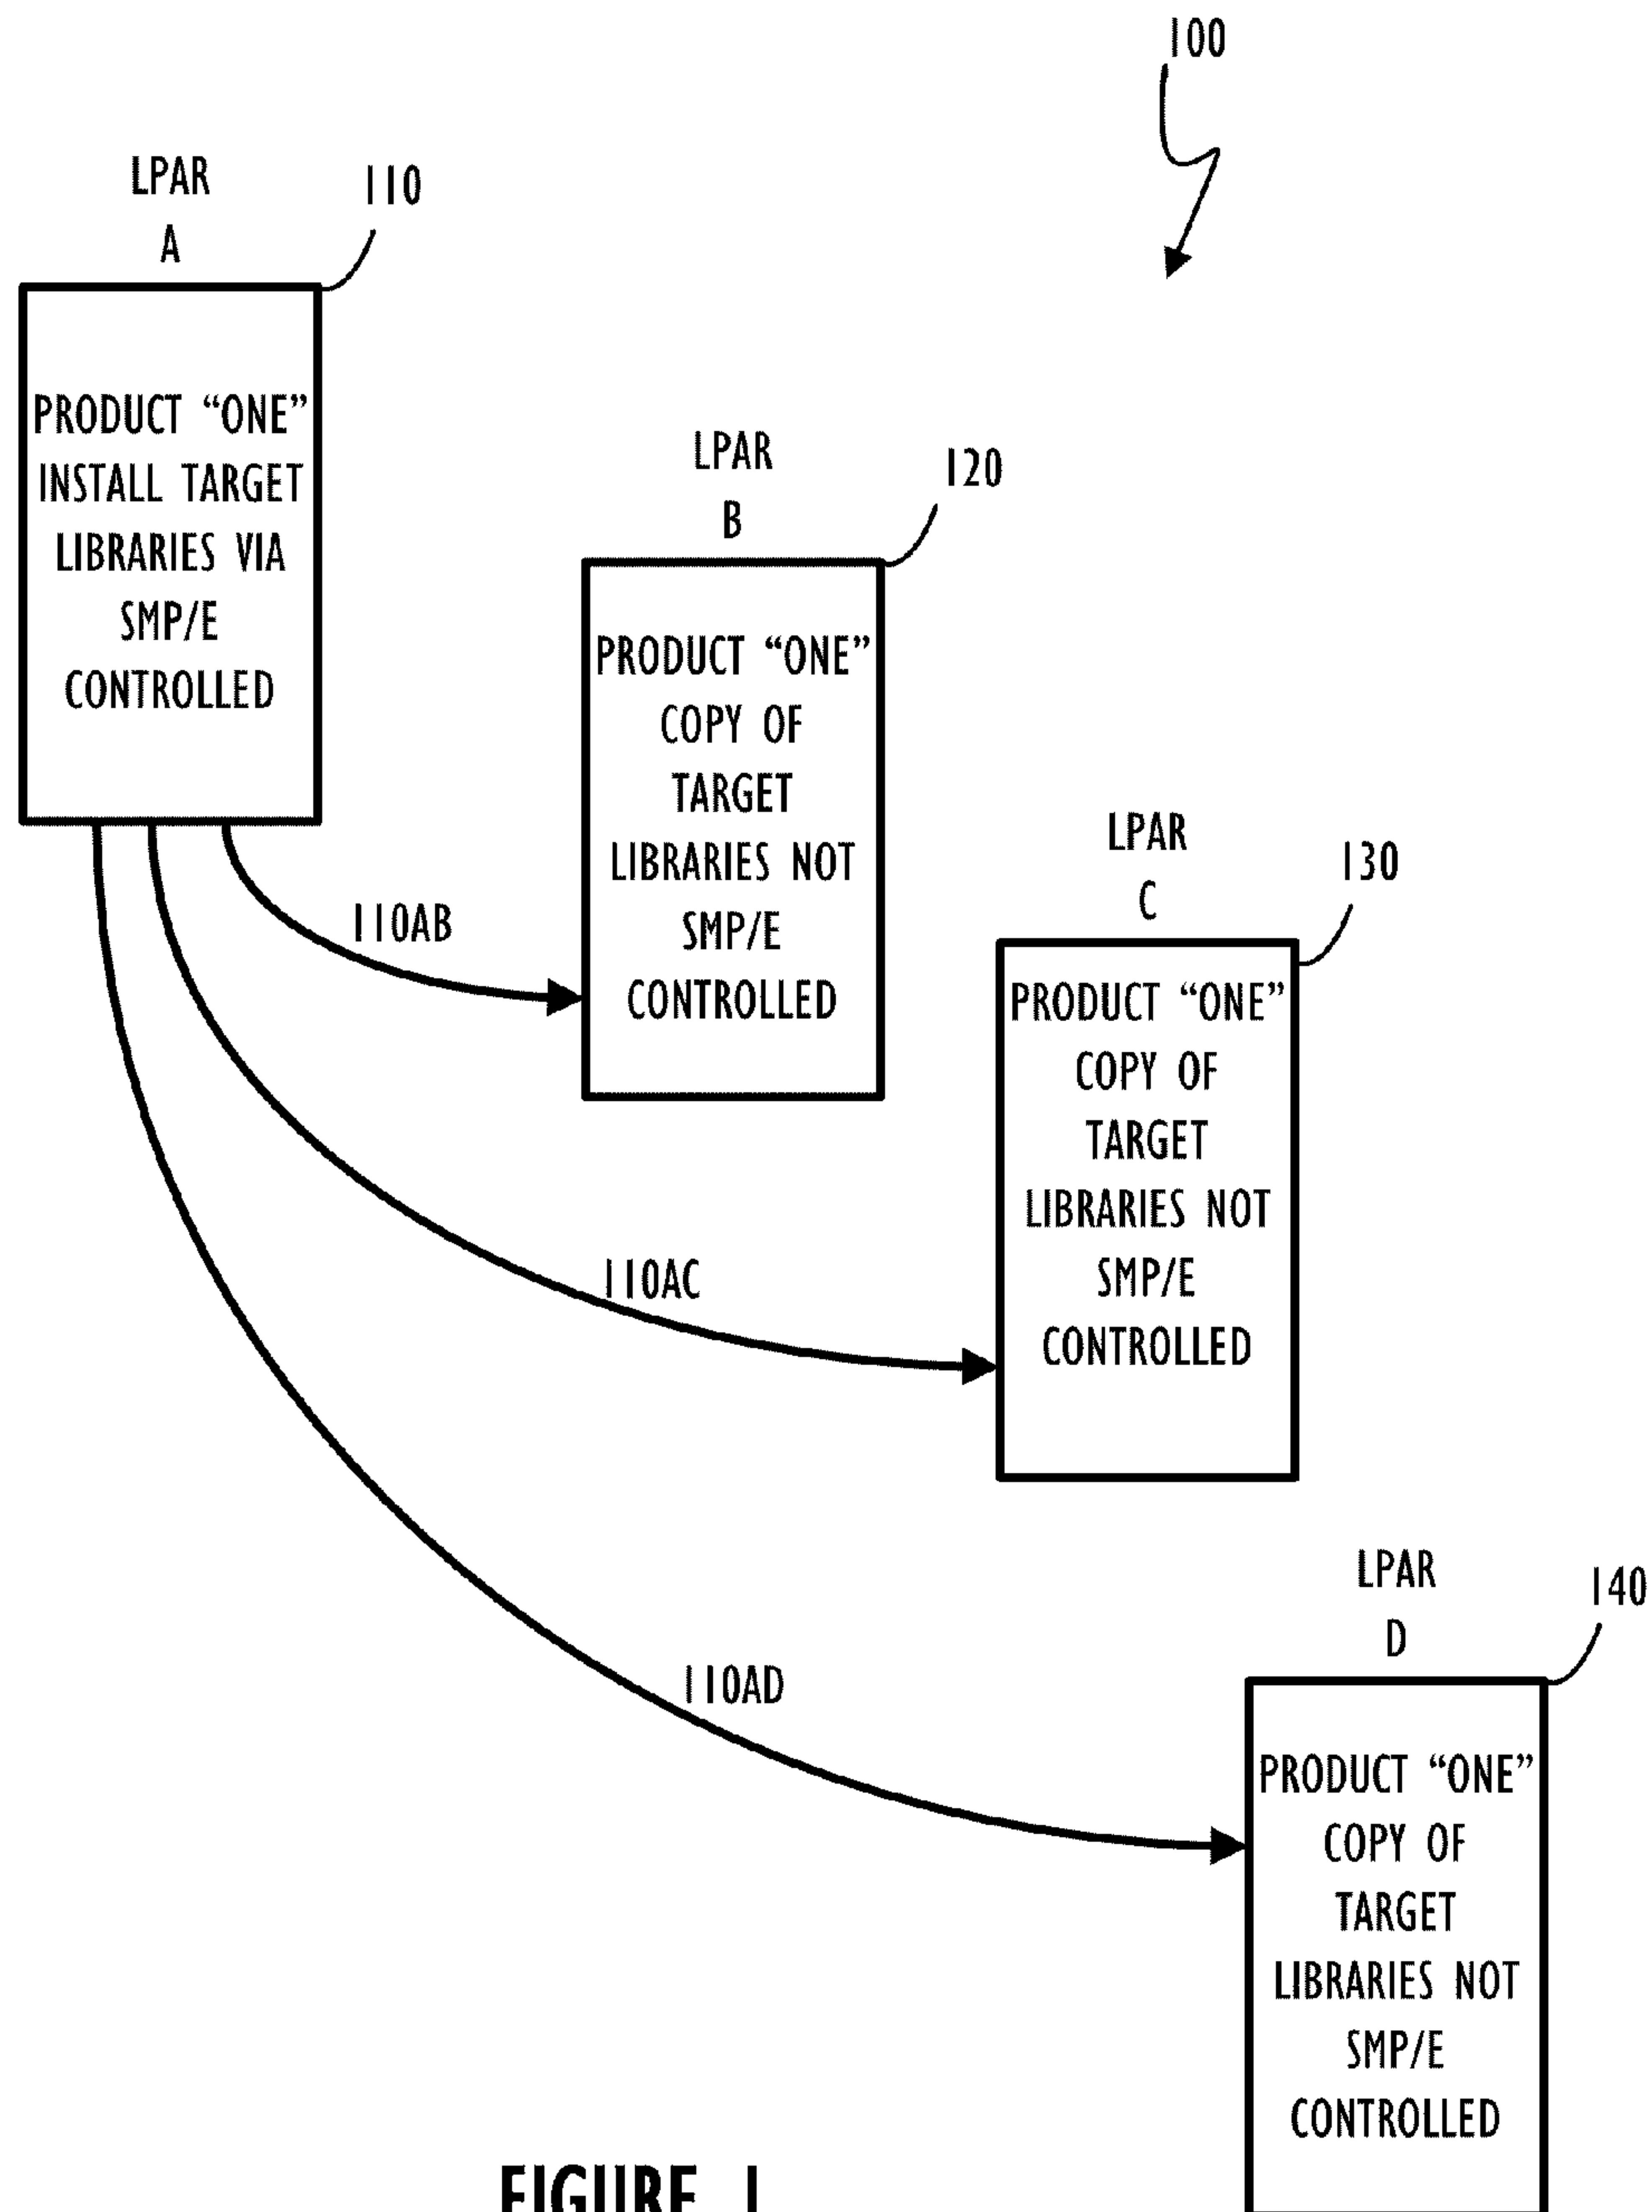 100
LPAR
A
110
PRODUCT “ONE”
INSTALL TARGET
LIBRARIES VIA
SMP/E
CONTROLLED
LPAR
B
120
PRODUCT “ONE”
COPY OF
TARGET
LIBRARIES NOT
SMP/E
CONTROLLED
110AB
LPAR
C
130
PRODUCT “ONE”
COPY OF
TARGET
LIBRARIES NOT
SMP/E
CONTROLLED
110AC
LPAR
D
140
PRODUCT “ONE”
COPY OF
TARGET
LIBRARIES NOT
SMP/E
CONTROLLED
110AD
FIGURE 1